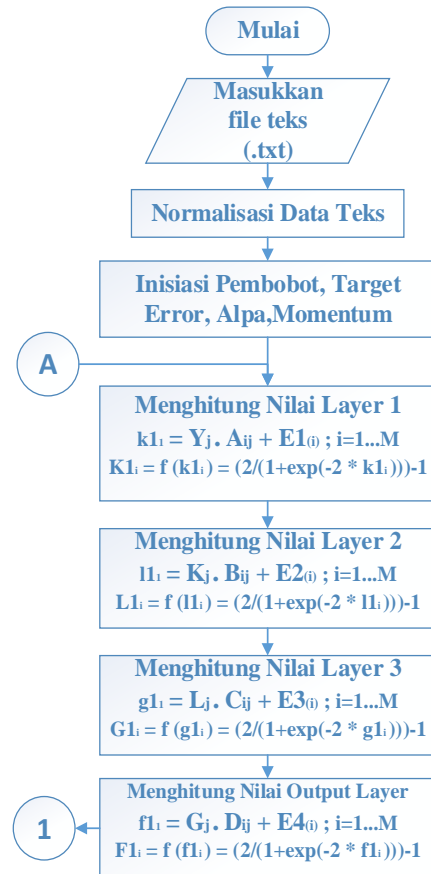 Mulai
Masukkan
file teks
(.txt)
Normalisasi Data Teks
Inisiasi Pembobot, Target
Error, Alpa,Momentum
A
Menghitung Nilai Layer 1
k1₁ = Yj . Aij + E1(i) ; i=1...M
K1i = f (k1i) = (2/(1+exp(-2 * k1i)))-1
Menghitung Nilai Layer 2
l1₁ = Kj . Bij + E2(i) ; i=1...M
L1i = f (l1i) = (2/(1+exp(-2 * l1i)))-1
Menghitung Nilai Layer 3
g1₁ = Lj . Cij + E3(i) ; i=1...M
G1i = f (g1i) = (2/(1+exp(-2 * g1i)))-1
Menghitung Nilai Output Layer
f1₁ = Gj . Dij + E4(i) ; i=1...M
F1i = f (f1i) = (2/(1+exp(-2 * f1i)))-1
1